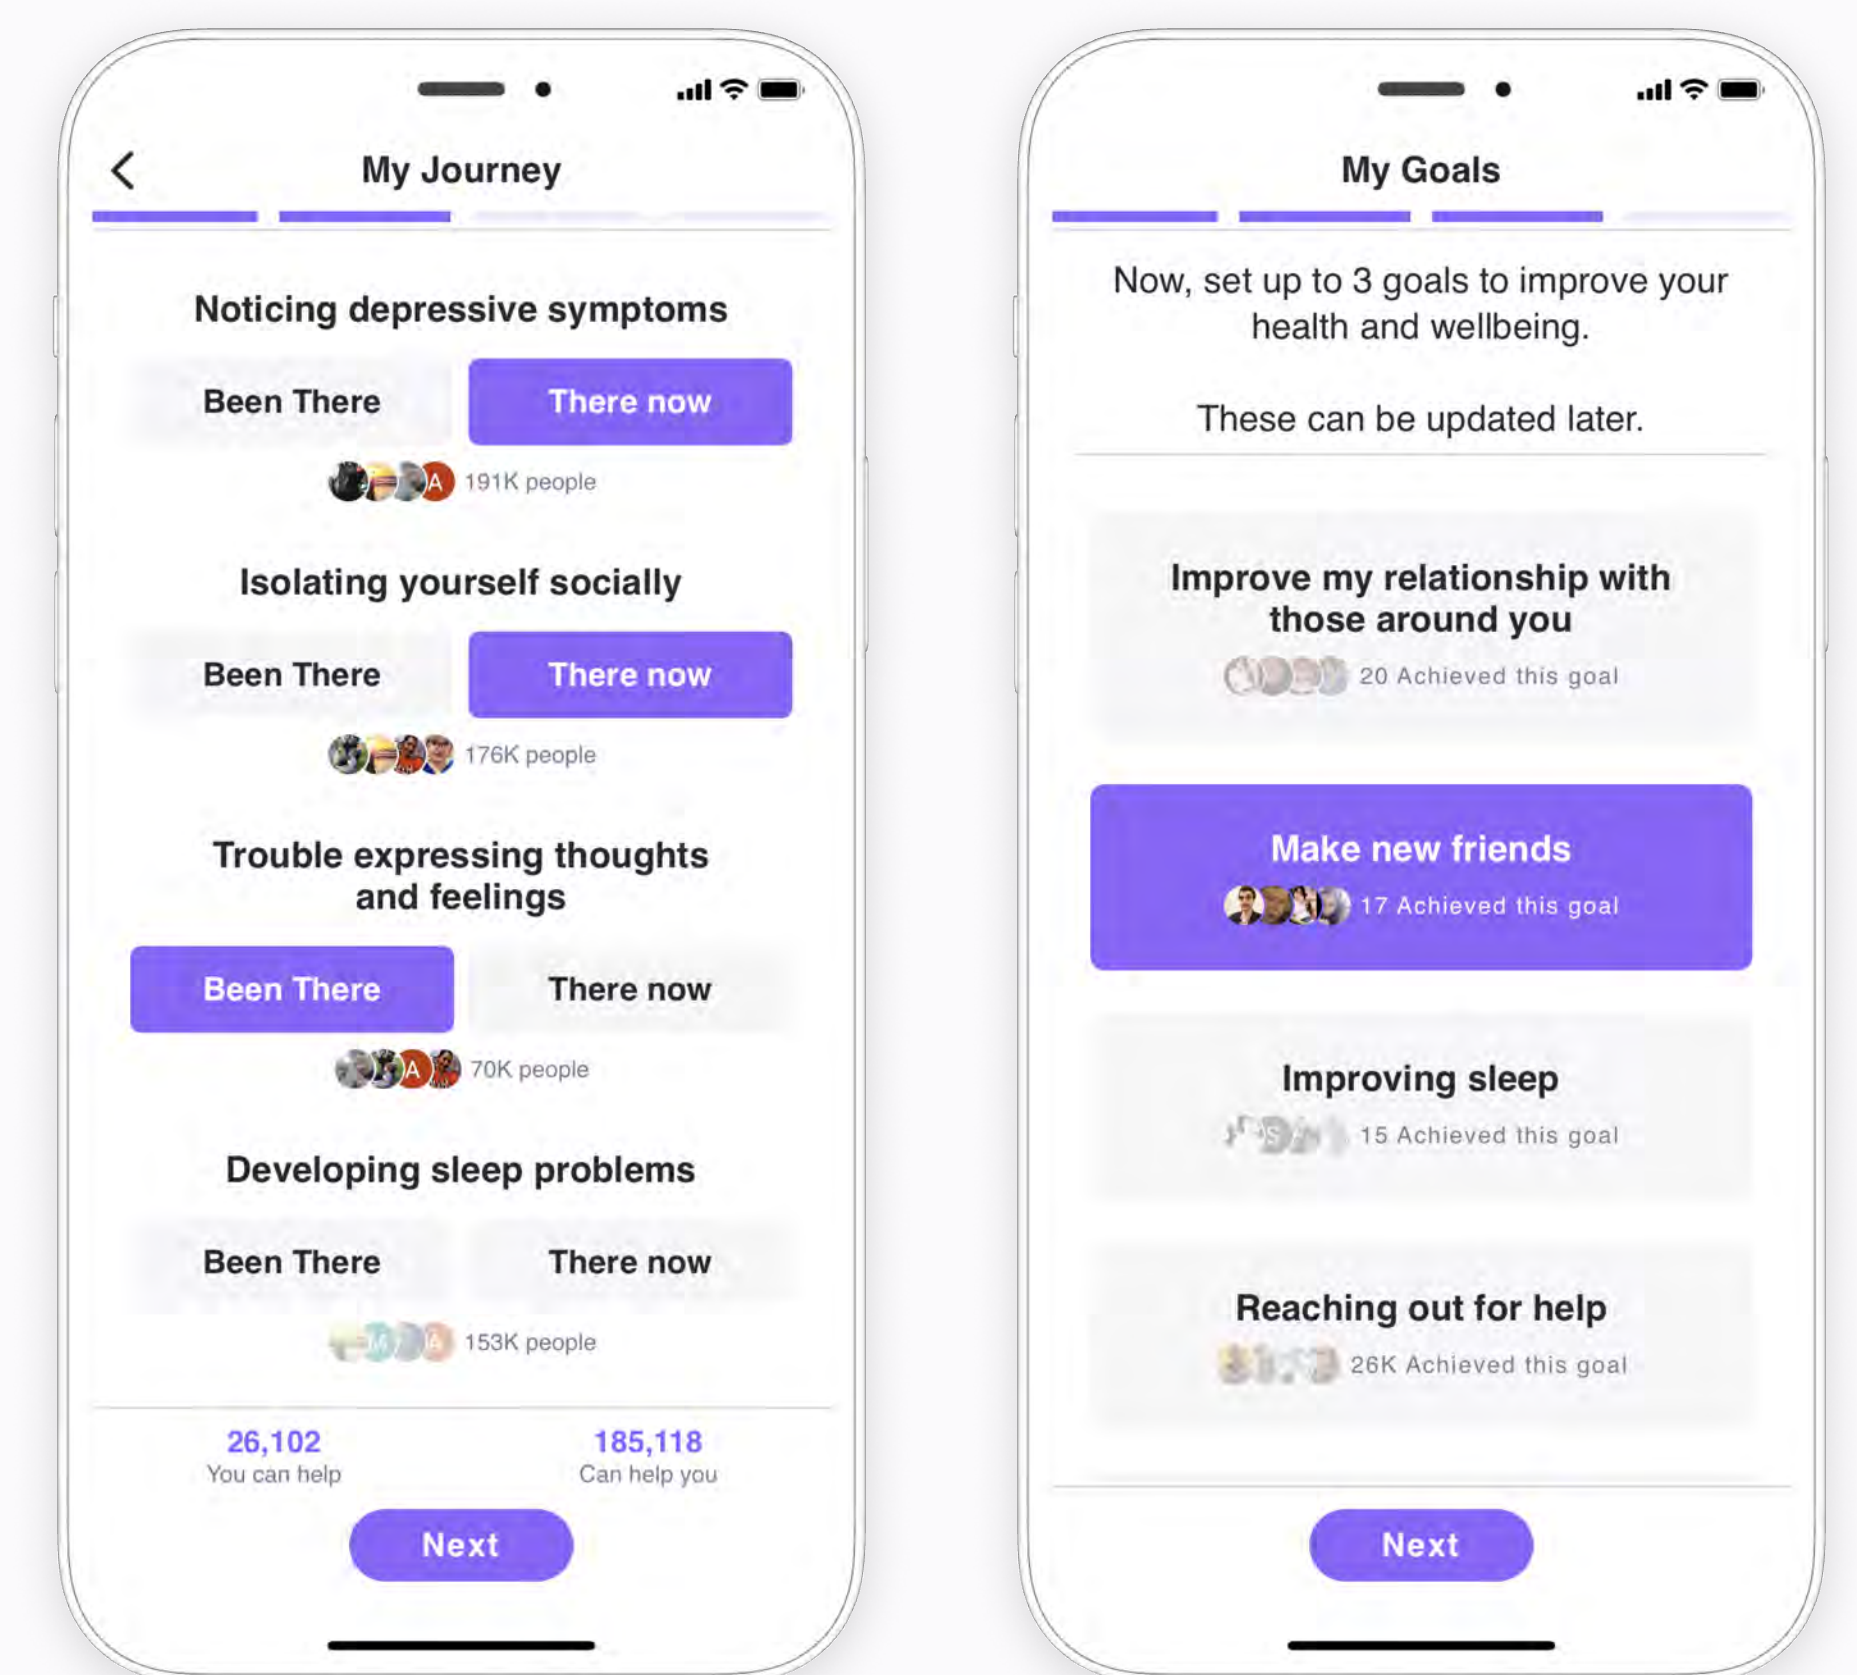 My Journey
Noticing depressive symptoms
Been There
There now
A
191K people
Isolating yourself socially
Been There
There now
176K people
Trouble expressing thoughts
and feelings
Been There
There now
A
70K people
Developing sleep problems
Been There
There now
M
A
153K people
26,102
You can help
185,118
Can help you
Next
My Goals
Now, set up to 3 goals to improve your
health and wellbeing.
These can be updated later.
Improve my relationship with
those around you
20 Achieved this goal
Make new friends
17 Achieved this goal
Improving sleep
S
15 Achieved this goal
Reaching out for help
26K Achieved this goal
Next